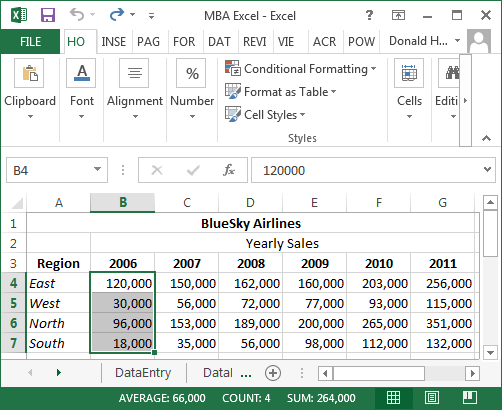 MBA Excel - Excel
FILE HO INSE PAG FOR DAT REVI VIE ACR POW Donald H...
Clipboard Font Alignment Number Conditional Formatting Format as Table Cell Styles Styles Cells Editi
B4 fx 120000
A B C D E F G
1 BlueSky Airlines
2 Yearly Sales
3 Region 2006 2007 2008 2009 2010 2011
4 East 120,000 150,000 162,000 160,000 203,000 256,000
5 West 30,000 56,000 72,000 77,000 93,000 115,000
6 North 96,000 153,000 189,000 200,000 265,000 351,000
7 South 18,000 35,000 56,000 98,000 112,000 132,000
DataEntry Datal ...
AVERAGE: 66,000 COUNT: 4 SUM: 264,000